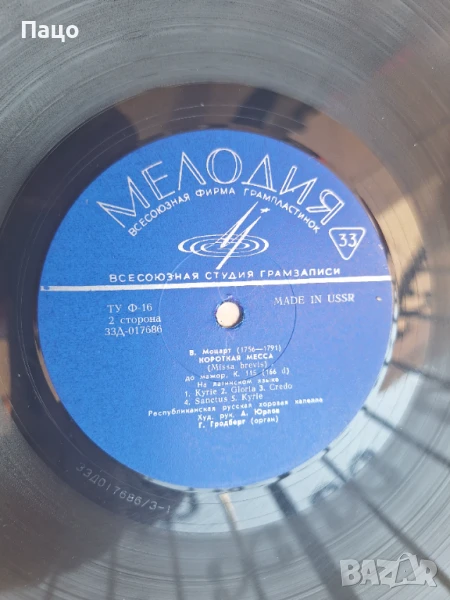 Пацо
МЕЛОДИЯ
ВСЕСОЮЗНАЯ ФИРМА ГРАМПЛАСТИНОК
33
ВСЕСОЮЗНАЯ СТУДИЯ ГРАМЗАПИСИ
ТУ Ф-16
2 сторона
33Д-017686
MADE IN USSR
В. Моцарт (1756—1791)
КОРОТКАЯ МЕССА
(Missa brevis)
до мажор, К. 115 (166 d)
На латинском языке
1. Kyrie 2. Gloria 3. Credo
4. Sanctus 5. Kyrie
Республиканская русская хоровая капелла
Худ. рук. А. Юрлов
Г. Гродберг (орган)
33Д017686/3-1
BAZAR